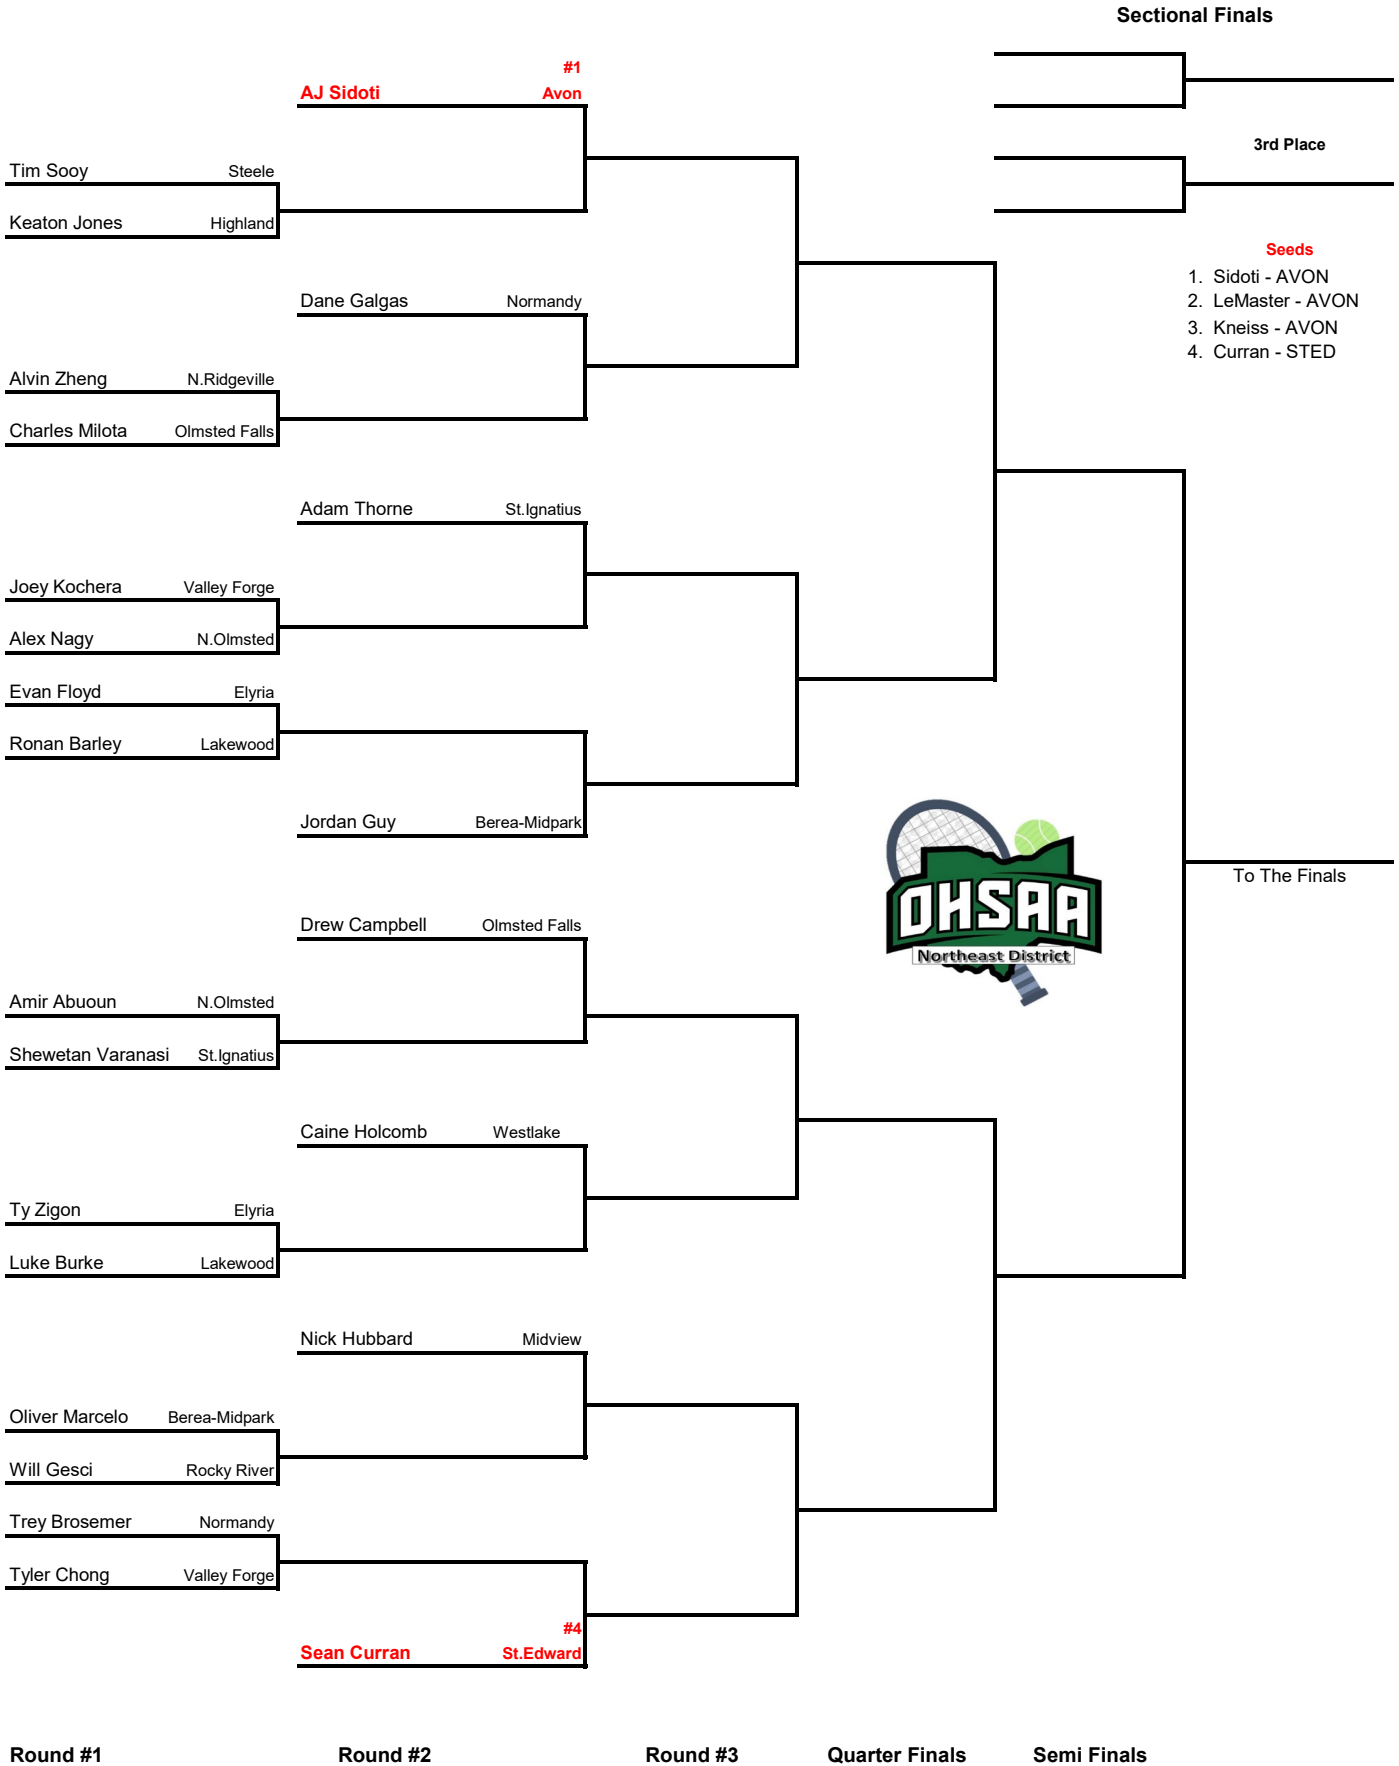 Sectional Finals
#1
AJ Sidoti Avon
3rd Place
Tim Sooy Steele
Keaton Jones Highland
Seeds
1. Sidoti - AVON
2. LeMaster - AVON
3. Kneiss - AVON
4. Curran - STED
Dane Galgas Normandy
Alvin Zheng N.Ridgeville
Charles Milota Olmsted Falls
Adam Thorne St.Ignatius
Joey Kochera Valley Forge
Alex Nagy N.Olmsted
Evan Floyd Elyria
Ronan Barley Lakewood
Jordan Guy Berea-Midpark
OHSAA
Northeast District
To The Finals
Drew Campbell Olmsted Falls
Amir Abuoun N.Olmsted
Shewetan Varanasi St.Ignatius
Caine Holcomb Westlake
Ty Zigon Elyria
Luke Burke Lakewood
Nick Hubbard Midview
Oliver Marcelo Berea-Midpark
Will Gesci Rocky River
Trey Brosemer Normandy
Tyler Chong Valley Forge
#4
Sean Curran St.Edward
Round #1 Round #2 Round #3 Quarter Finals Semi Finals